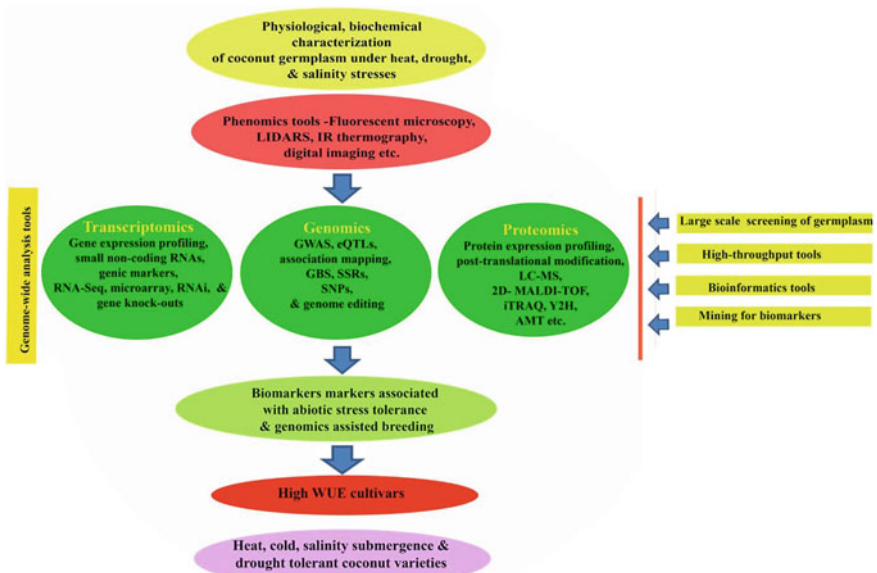 Physiological, biochemical
characterization
of coconut germplasm under heat, drought,
& salinity stresses
Phenomics tools -Fluorescent microscopy,
LIDARS, IR thermography,
digital imaging etc.
Genome-wide analysis tools
Transcriptomics
Gene expression profiling,
small non-coding RNAs,
genic markers,
RNA-Seq, microarray, RNAi, &
gene knock-outs
Genomics
GWAS, eQTLs,
association mapping,
GBS, SSRs,
SNPs,
& genome editing
Proteomics
Protein expression profiling,
post-translational modification,
LC-MS,
2D- MALDI-TOF,
iTRAQ, Y2H,
AMT etc.
Large scale screening of germplasm
High-throughput tools
Bioinformatics tools
Mining for biomarkers
Biomarkers markers associated
with abiotic stress tolerance
& genomics assisted breeding
High WUE cultivars
Heat, cold, salinity submergence &
drought tolerant coconut varieties